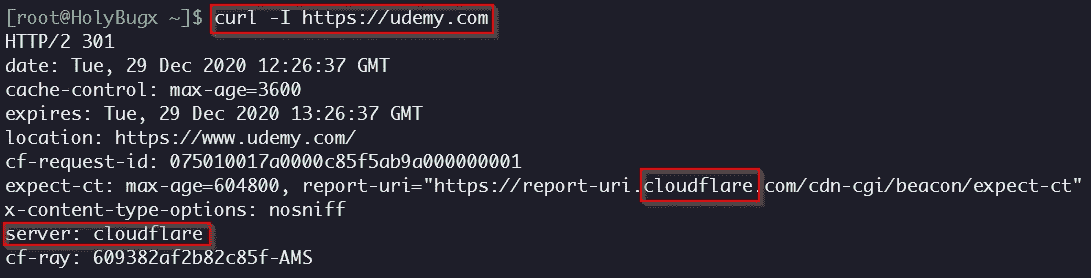 [root@HolyBugx ~]$ curl -I https://udemy.com
HTTP/2 301
date: Tue, 29 Dec 2020 12:26:37 GMT
cache-control: max-age=3600
expires: Tue, 29 Dec 2020 13:26:37 GMT
location: https://www.udemy.com/
cf-request-id: 075010017a0000c85f5ab9a000000001
expect-ct: max-age=604800, report-uri="https://report-uri.cloudflare.com/cdn-cgi/beacon/expect-ct"
x-content-type-options: nosniff
server: cloudflare
cf-ray: 609382af2b82c85f-AMS